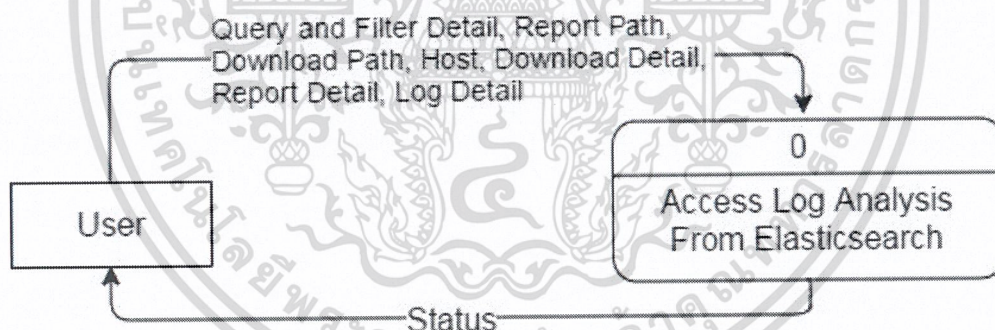 Query and Filter Detail, Report Path,
Download Path, Host, Download Detail,
Report Detail, Log Detail
0
Access Log Analysis
From Elasticsearch
User
Status